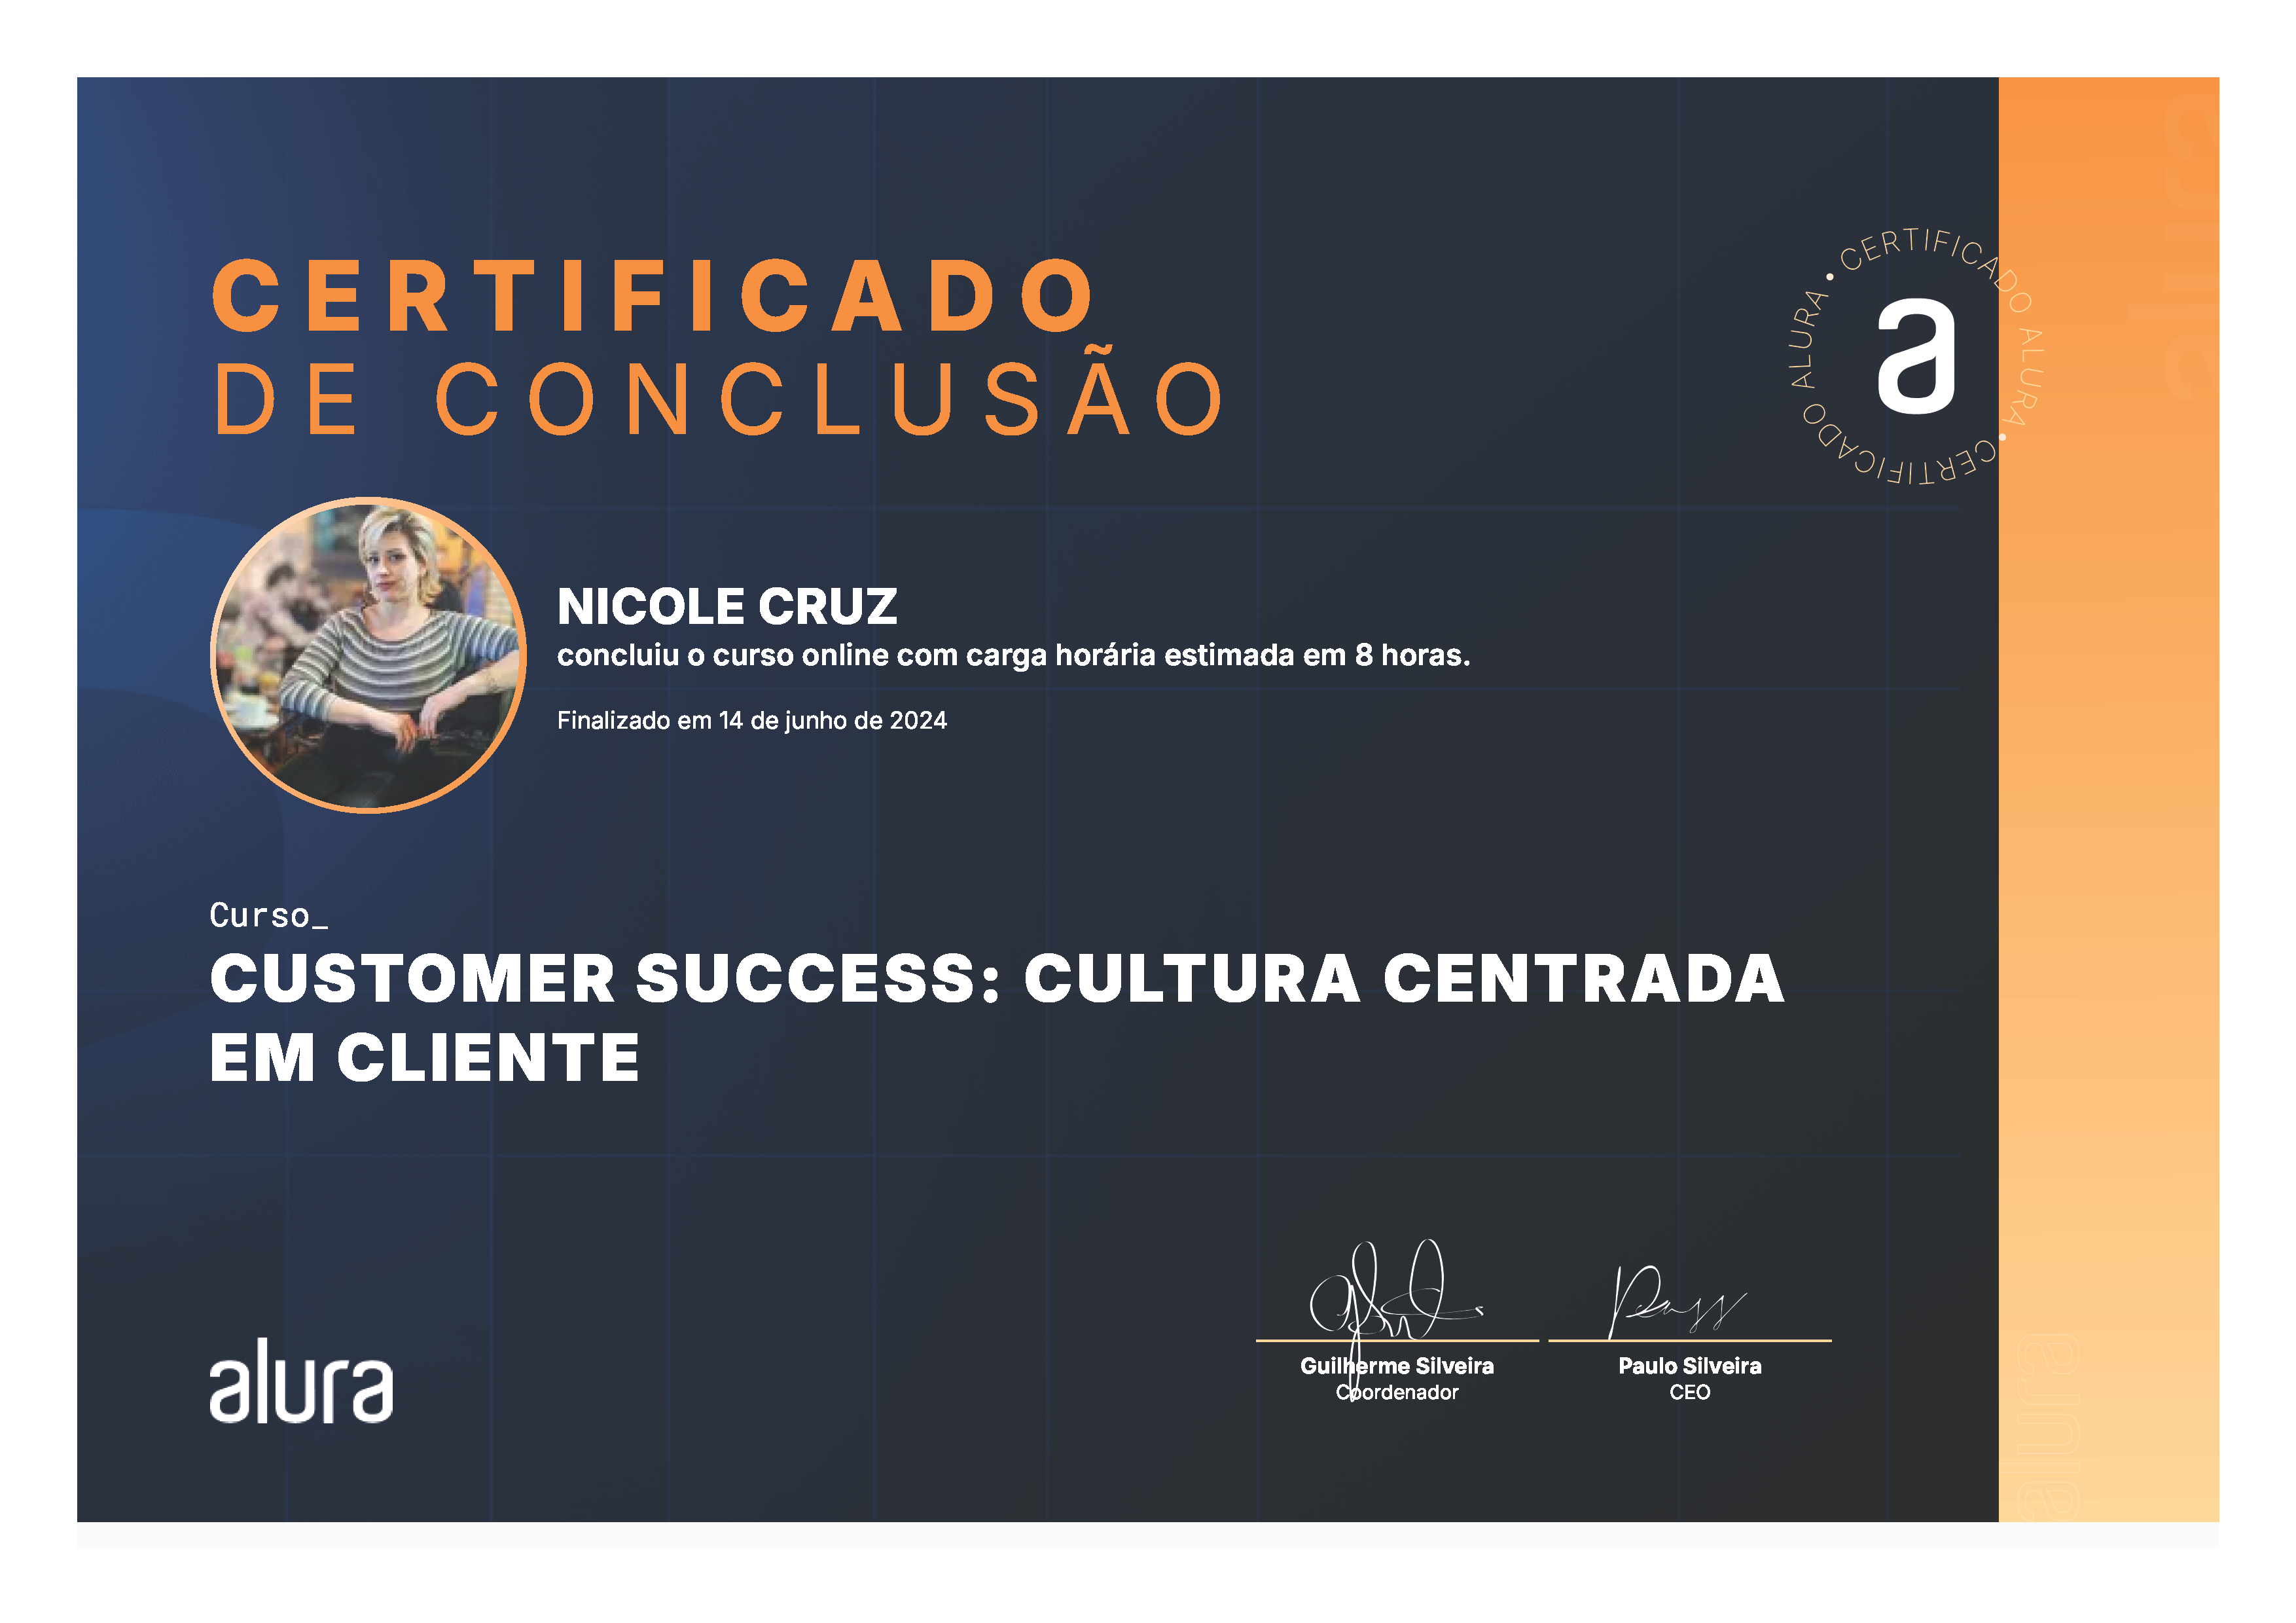 CERTIFICADO
DE CONCLUSÃO
CERTIFICADO ALURA • CERTIFICADO ALURA •
a
alura
NICOLE CRUZ
concluiu o curso online com carga horária estimada em 8 horas.
Finalizado em 14 de junho de 2024
Curso_
CUSTOMER SUCCESS: CULTURA CENTRADA
EM CLIENTE
Guilherme Silveira
Coordenador
Paulo Silveira
CEO
alura
alura